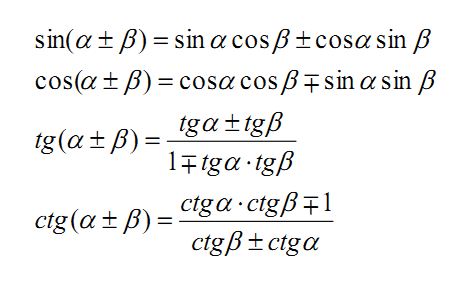 sin(α ± β) = sin α cos β ± cosα sin β
cos(α ± β) = cosα cos β ∓ sin α sin β
tg(α ± β) = (tgα ± tgβ) / (1 ∓ tgα · tgβ)
ctg(α ± β) = (ctgα · ctgβ ∓ 1) / (ctgβ ± ctgα)